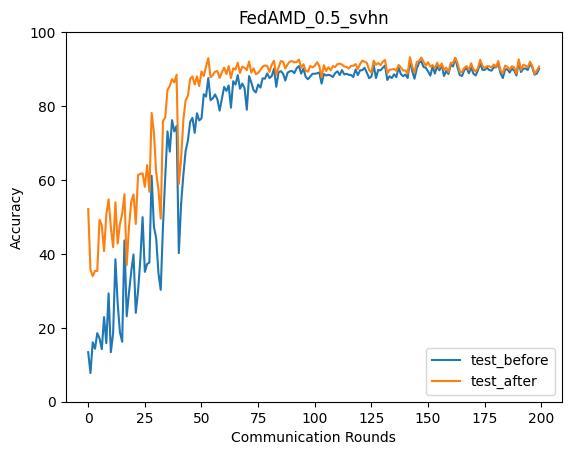 FedAMD_0.5_svhn
100
80
60
40
20
0
Accuracy
0 25 50 75 100 125 150 175 200
Communication Rounds
test_before
test_after